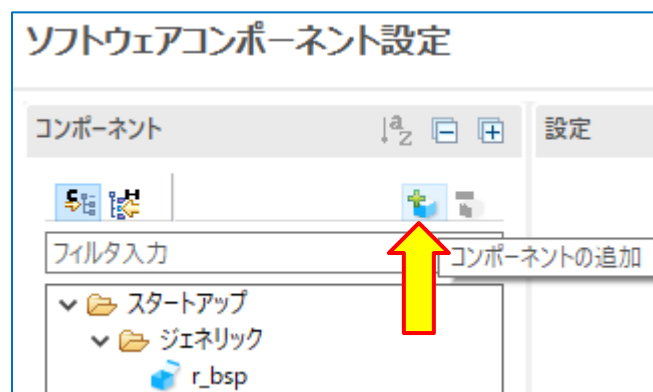 ソフトウェアコンポーネント設定
コンポーネント
設定
フィルタ入力
コンポーネントの追加
スタートアップ
ジェネリック
r_bsp